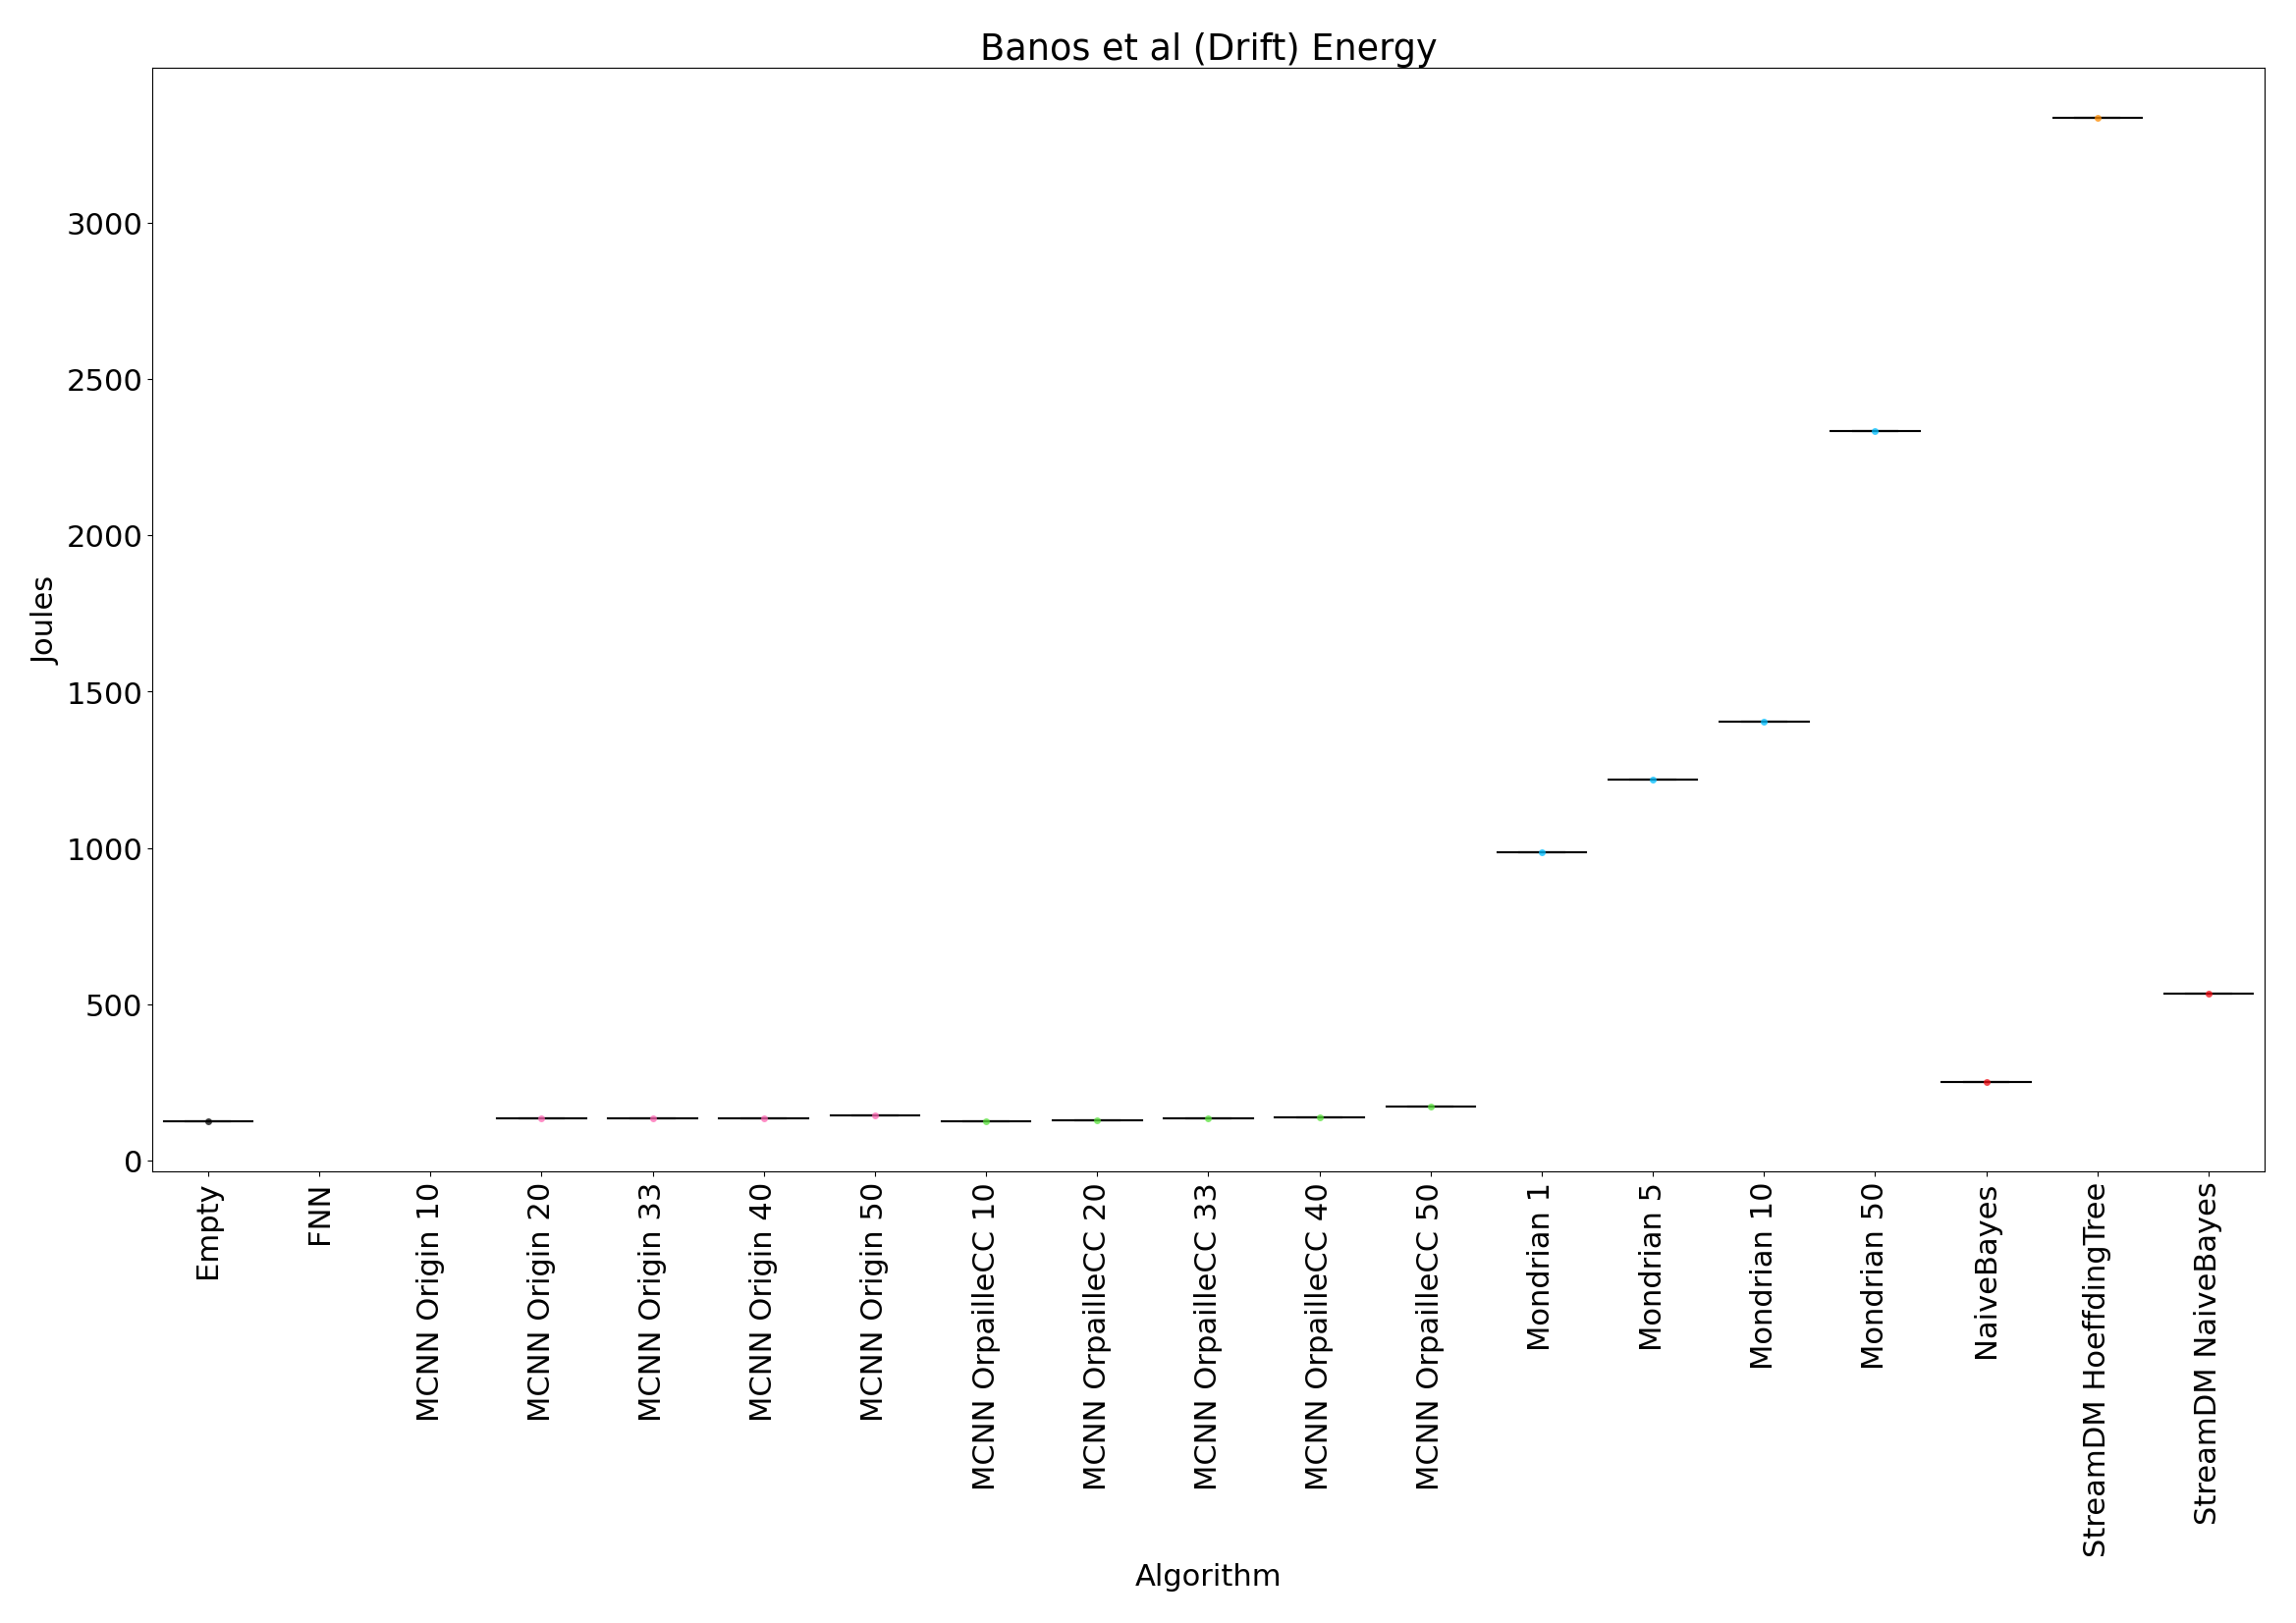 Banos et al (Drift) Energy
Joules
3000
2500
2000
1500
1000
500
0
Empty
FNN
MCNN Origin 10
MCNN Origin 20
MCNN Origin 33
MCNN Origin 40
MCNN Origin 50
MCNN OrpailleCC 10
MCNN OrpailleCC 20
MCNN OrpailleCC 33
MCNN OrpailleCC 40
MCNN OrpailleCC 50
Mondrian 1
Mondrian 5
Mondrian 10
Mondrian 50
NaiveBayes
StreamDM HoeffdingTree
StreamDM NaiveBayes
Algorithm